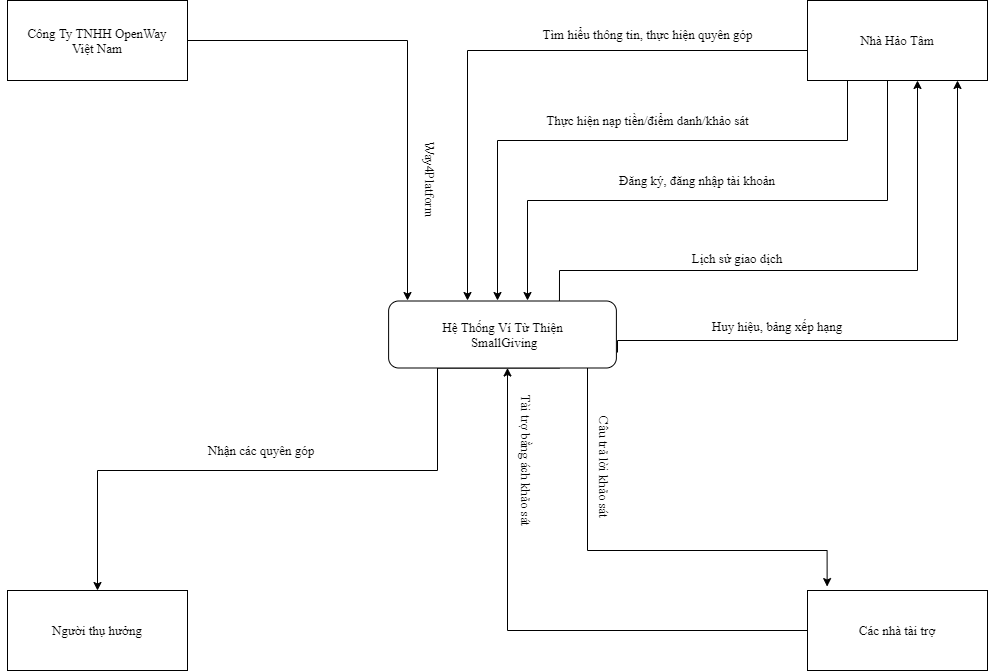 Công Ty TNHH OpenWay
Việt Nam
Tìm hiểu thông tin, thực hiện quyên góp
Nhà Hảo Tâm
Thực hiện nạp tiền/điểm danh/khảo sát
Way4Platform
Đăng ký, đăng nhập tài khoản
Lịch sử giao dịch
Huy hiệu, bảng xếp hạng
Hệ Thống Ví Từ Thiện
SmallGiving
Tài trợ bằng ách khảo sát
Câu trả lời khảo sát
Nhận các quyên góp
Người thụ hưởng
Các nhà tài trợ